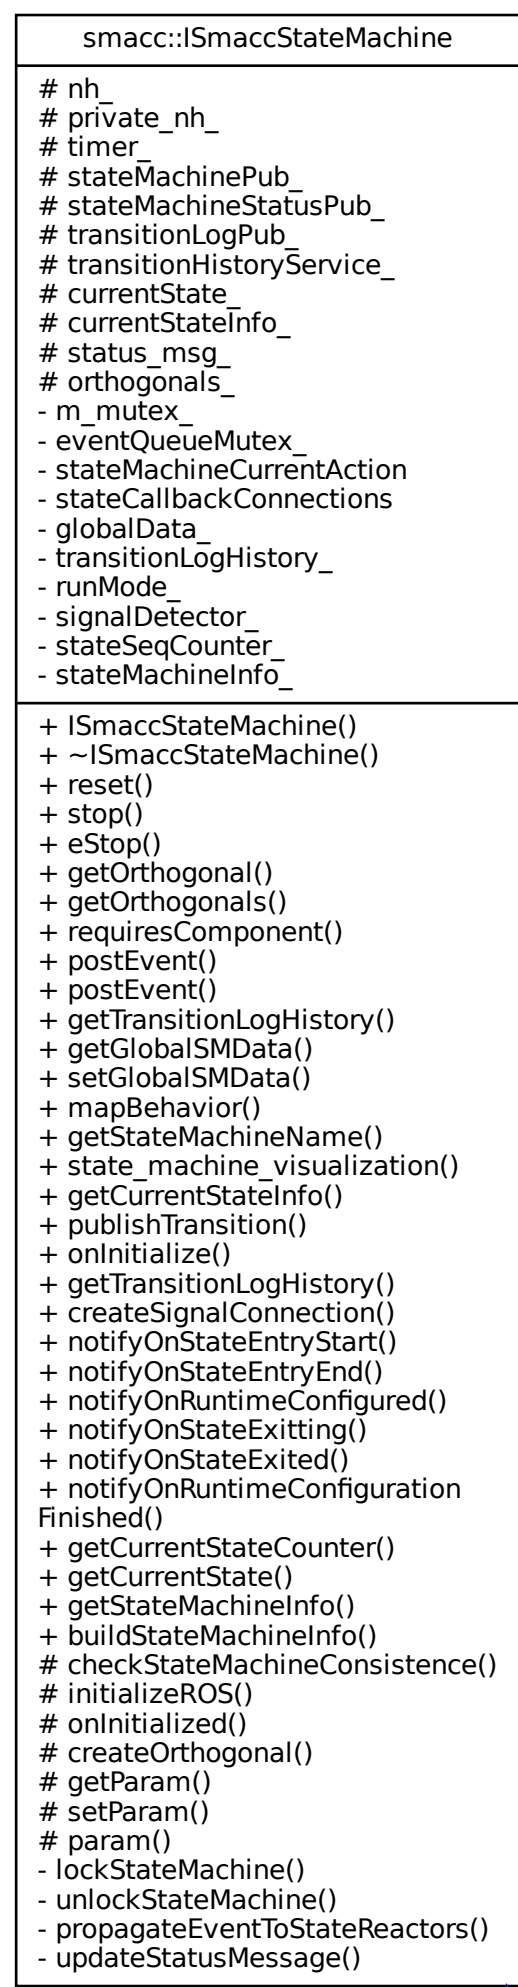 smacc::ISmaccStateMachine
# nh_
# private_nh_
# timer_
# stateMachinePub_
# stateMachineStatusPub_
# transitionLogPub_
# transitionHistoryService_
# currentState_
# currentStateInfo_
# status_msg_
# orthogonals_
- m_mutex_
- eventQueueMutex_
- stateMachineCurrentAction
- stateCallbackConnections
- globalData_
- transitionLogHistory_
- runMode_
- signalDetector_
- stateSeqCounter_
- stateMachineInfo_
+ ISmaccStateMachine()
+ ~ISmaccStateMachine()
+ reset()
+ stop()
+ eStop()
+ getOrthogonal()
+ getOrthogonals()
+ requiresComponent()
+ postEvent()
+ postEvent()
+ getTransitionLogHistory()
+ getGlobalSMData()
+ setGlobalSMData()
+ mapBehavior()
+ getStateMachineName()
+ state_machine_visualization()
+ getCurrentStateInfo()
+ publishTransition()
+ onInitialize()
+ getTransitionLogHistory()
+ createSignalConnection()
+ notifyOnStateEntryStart()
+ notifyOnStateEntryEnd()
+ notifyOnRuntimeConfigured()
+ notifyOnStateExitting()
+ notifyOnStateExited()
+ notifyOnRuntimeConfiguration
Finished()
+ getCurrentStateCounter()
+ getCurrentState()
+ getStateMachineInfo()
+ buildStateMachineInfo()
# checkStateMachineConsistence()
# initializeROS()
# onInitialized()
# createOrthogonal()
# getParam()
# setParam()
# param()
- lockStateMachine()
- unlockStateMachine()
- propagateEventToStateReactors()
- updateStatusMessage()